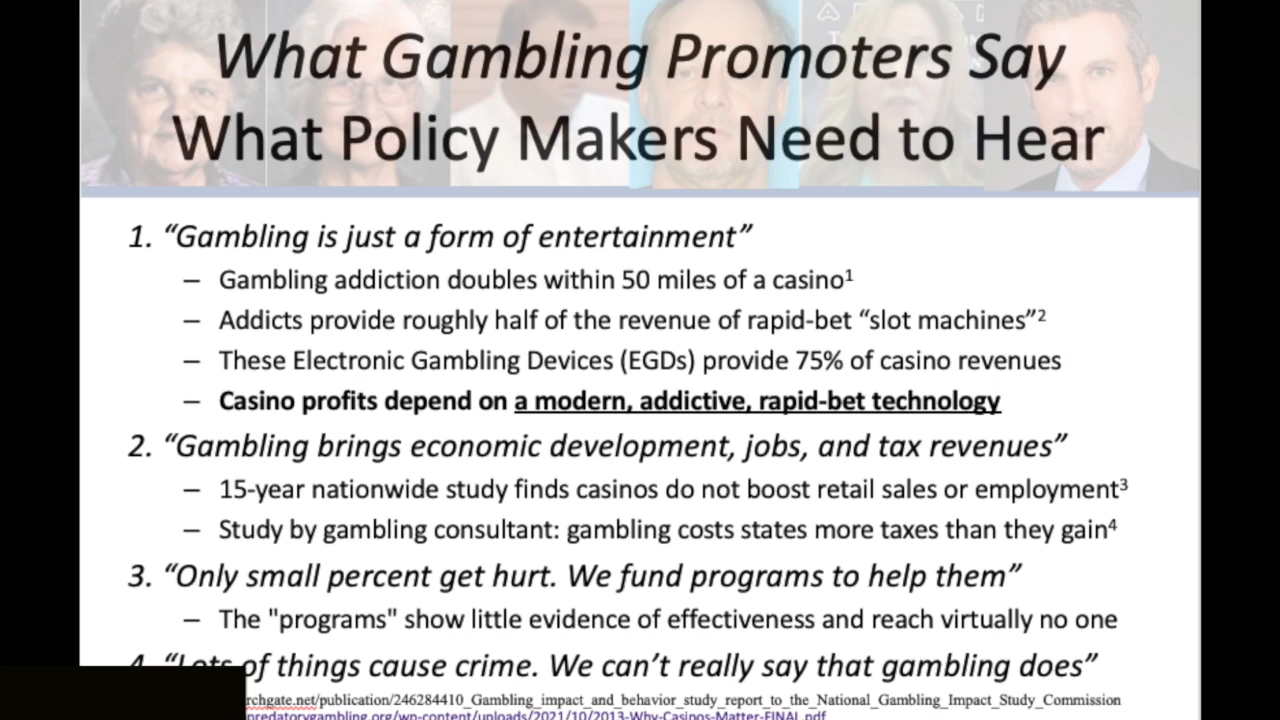 What Gambling Promoters Say
What Policy Makers Need to Hear
1. “Gambling is just a form of entertainment”
– Gambling addiction doubles within 50 miles of a casino¹
– Addicts provide roughly half of the revenue of rapid-bet “slot machines”²
– These Electronic Gambling Devices (EGDs) provide 75% of casino revenues
– Casino profits depend on a modern, addictive, rapid-bet technology
2. “Gambling brings economic development, jobs, and tax revenues”
– 15-year nationwide study finds casinos do not boost retail sales or employment³
– Study by gambling consultant: gambling costs states more taxes than they gain⁴
3. “Only small percent get hurt. We fund programs to help them”
– The "programs" show little evidence of effectiveness and reach virtually no one
4. “Lots of things cause crime. We can’t really say that gambling does”
rchgate.net/publication/246284410_Gambling_impact_and_behavior_study_report_to_the_National_Gambling_Impact_Study_Commission
predatorygambling.org/wp-content/uploads/2021/10/2013-Why-Casinos-Matter-FINAL.pdf